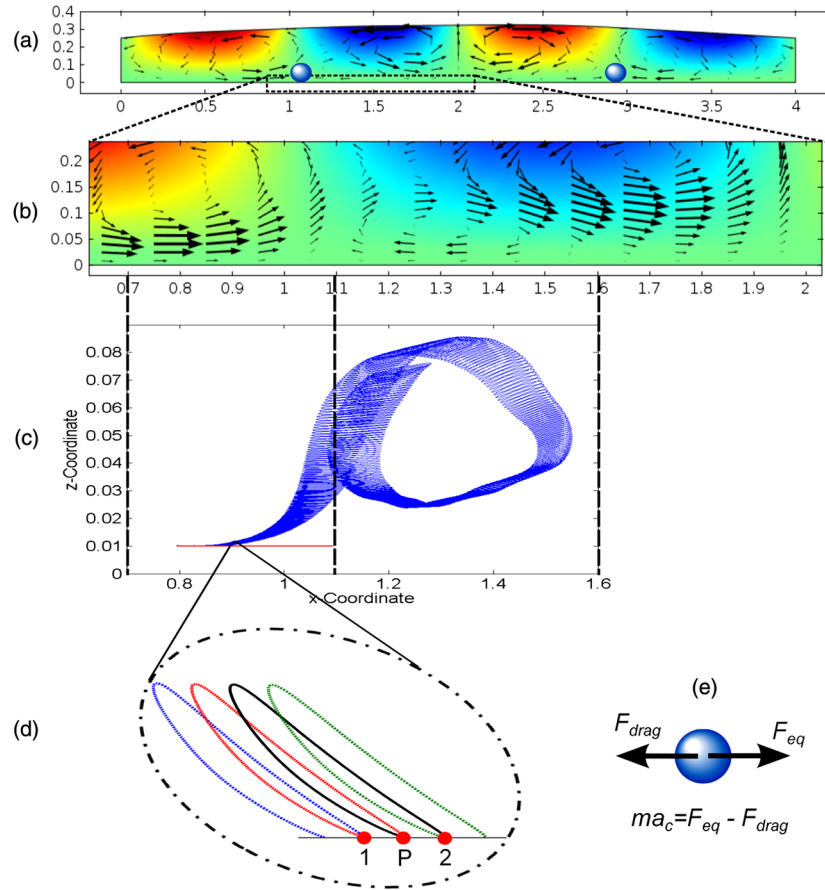 (a)
0.4
0.3
0.2
0.1
0
0 0.5 1 1.5 2 2.5 3 3.5 4
(b)
0.2
0.15
0.1
0.05
0
0.7 0.8 0.9 1 1.1 1.2 1.3 1.4 1.5 1.6 1.7 1.8 1.9 2
(c)
z-Coordinate
0.08
0.07
0.06
0.05
0.04
0.03
0.02
0.01
0
0.8 1 1.2 1.4 1.6
x-Coordinate
(d)
1 P 2
(e)
F_drag F_eq
ma_c=F_eq - F_drag